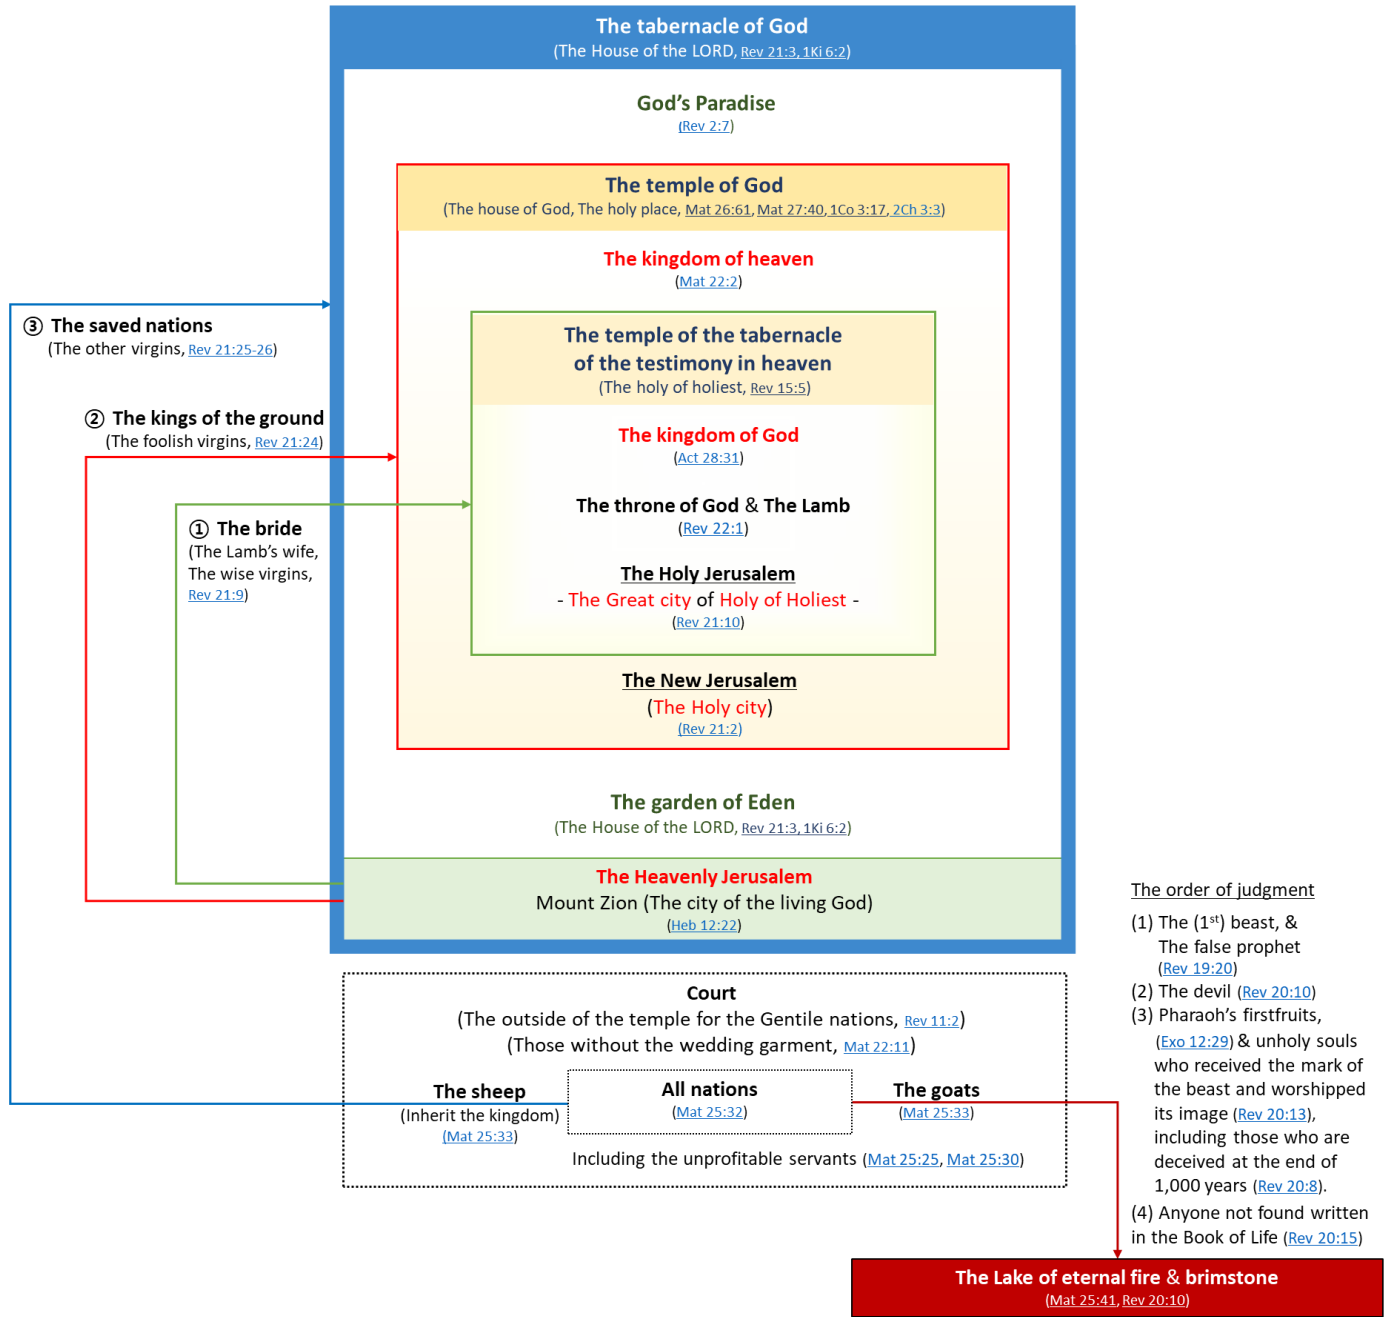 The tabernacle of God
(The House of the LORD, Rev 21:3, 1Ki 6:2)
God's Paradise
(Rev 2:7)
The temple of God
(The house of God, The holy place, Mat 26:61, Mat 27:40, 1Co 3:17, 2Ch 3:3)
The kingdom of heaven
(Mat 22:2)
The temple of the tabernacle
of the testimony in heaven
(The holy of holiest, Rev 15:5)
The kingdom of God
(Act 28:31)
The throne of God & The Lamb
(Rev 22:1)
The Holy Jerusalem
- The Great city of Holy of Holiest -
(Rev 21:10)
The New Jerusalem
(The Holy city)
(Rev 21:2)
The garden of Eden
(The House of the LORD, Rev 21:3, 1Ki 6:2)
The Heavenly Jerusalem
Mount Zion (The city of the living God)
(Heb 12:22)
③ The saved nations
(The other virgins, Rev 21:25-26)
② The kings of the ground
(The foolish virgins, Rev 21:24)
① The bride
(The Lamb's wife,
The wise virgins,
Rev 21:9)
Court
(The outside of the temple for the Gentile nations, Rev 11:2)
(Those without the wedding garment, Mat 22:11)
The sheep
(Inherit the kingdom)
(Mat 25:33)
All nations
(Mat 25:32)
The goats
(Mat 25:33)
Including the unprofitable servants (Mat 25:25, Mat 25:30)
The order of judgment
(1) The (1st) beast, &
The false prophet
(Rev 19:20)
(2) The devil (Rev 20:10)
(3) Pharaoh's firstfruits,
(Exo 12:29) & unholy souls
who received the mark of
the beast and worshipped
its image (Rev 20:13),
including those who are
deceived at the end of
1,000 years (Rev 20:8).
(4) Anyone not found written
in the Book of Life (Rev 20:15)
The Lake of eternal fire & brimstone
(Mat 25:41, Rev 20:10)